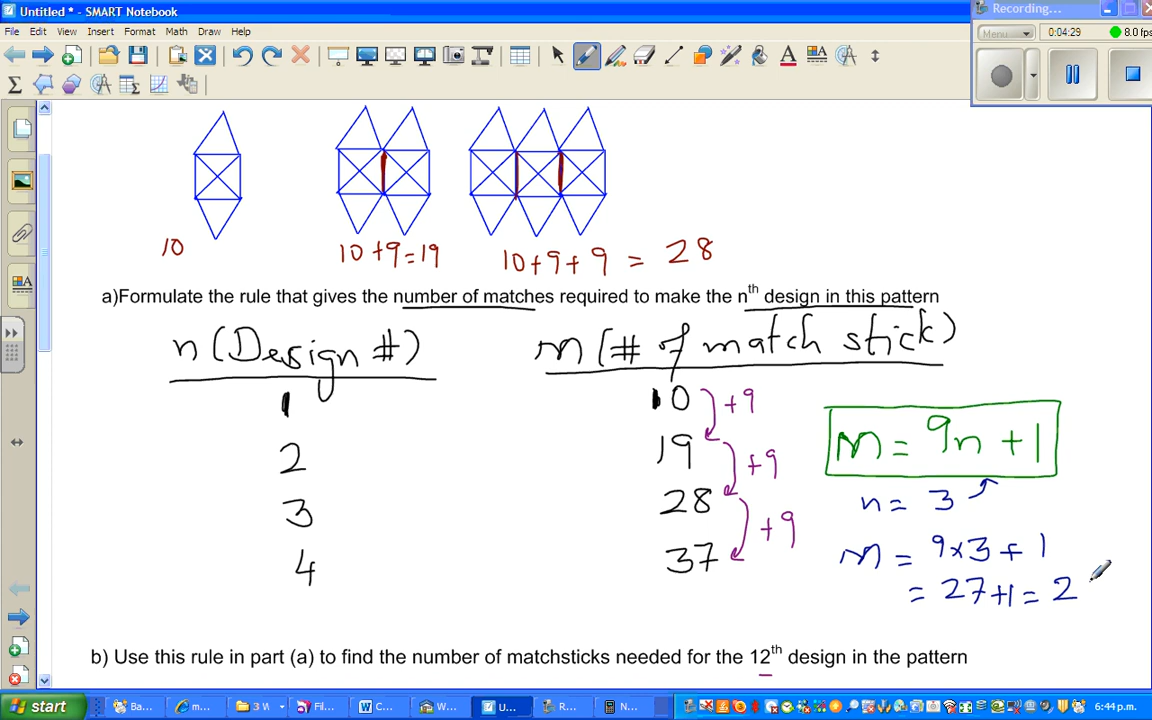 Untitled * - SMART Notebook
Recording...
File Edit View Insert Format Math Draw Help
Menu
0:04:29
8.0 fps
10
10+9=19
10+9+9 = 28
a)Formulate the rule that gives the number of matches required to make the nth design in this pattern
n (Design #)
m (# of match stick)
1
10
+9
2
19
+9
3
28
+9
4
37
m = 9n + 1
n = 3
m = 9x3 + 1
= 27+1 = 2
b) Use this rule in part (a) to find the number of matchsticks needed for the 12th design in the pattern
start
Ba...
m...
3 W
Fil...
C...
W...
U...
R...
N...
6:44 p.m.